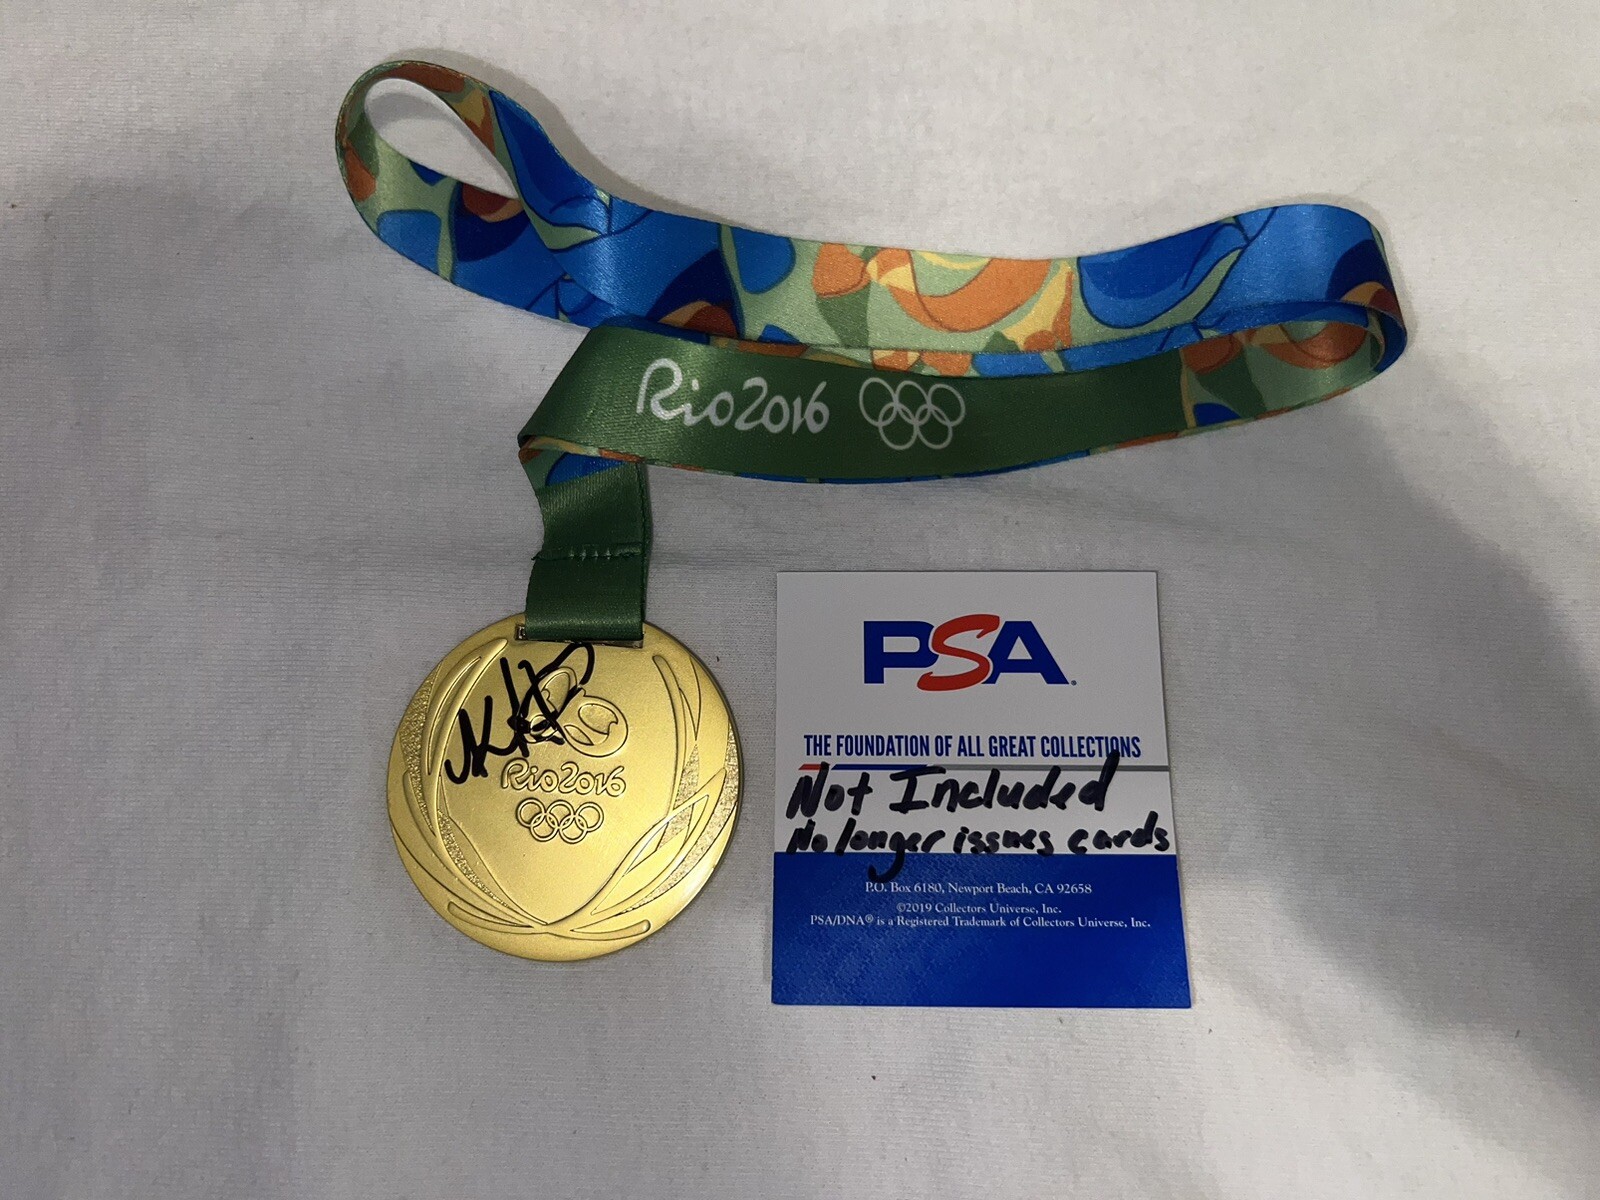 Rio2016
Rio2016
PSA
THE FOUNDATION OF ALL GREAT COLLECTIONS
Not Included
No longer issues cards
P.O. Box 6180, Newport Beach, CA 92658
©2019 Collectors Universe, Inc.
PSA/DNA® is a Registered Trademark of Collectors Universe, Inc.